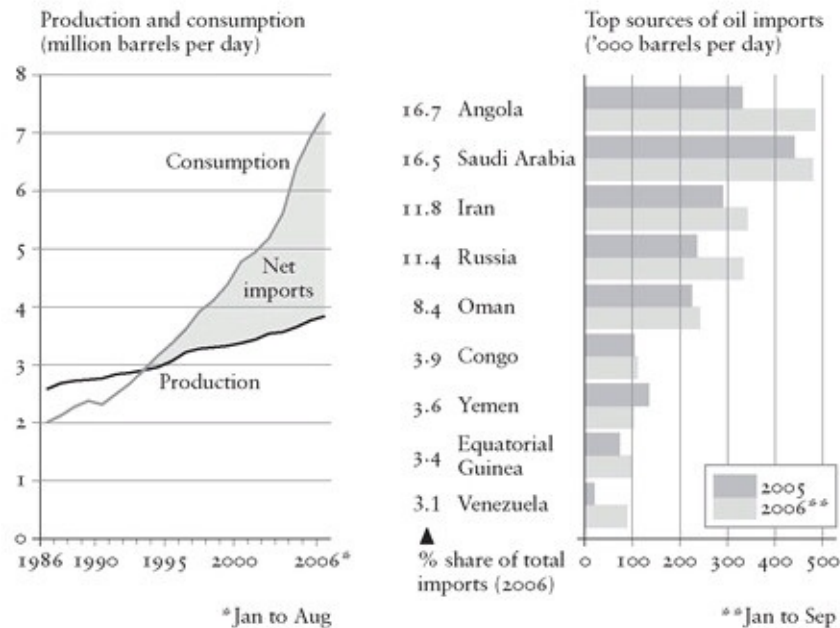 Production and consumption
(million barrels per day)
8
7
6
5
4
3
2
1
0
Consumption
Net
imports
Production
1986 1990 1995 2000 2006*
*Jan to Aug
Top sources of oil imports
('000 barrels per day)
16.7 Angola
16.5 Saudi Arabia
11.8 Iran
11.4 Russia
8.4 Oman
3.9 Congo
3.6 Yemen
3.4 Equatorial
Guinea
3.1 Venezuela
% share of total
imports (2006)
2005
2006**
0 100 200 300 400 500
**Jan to Sep